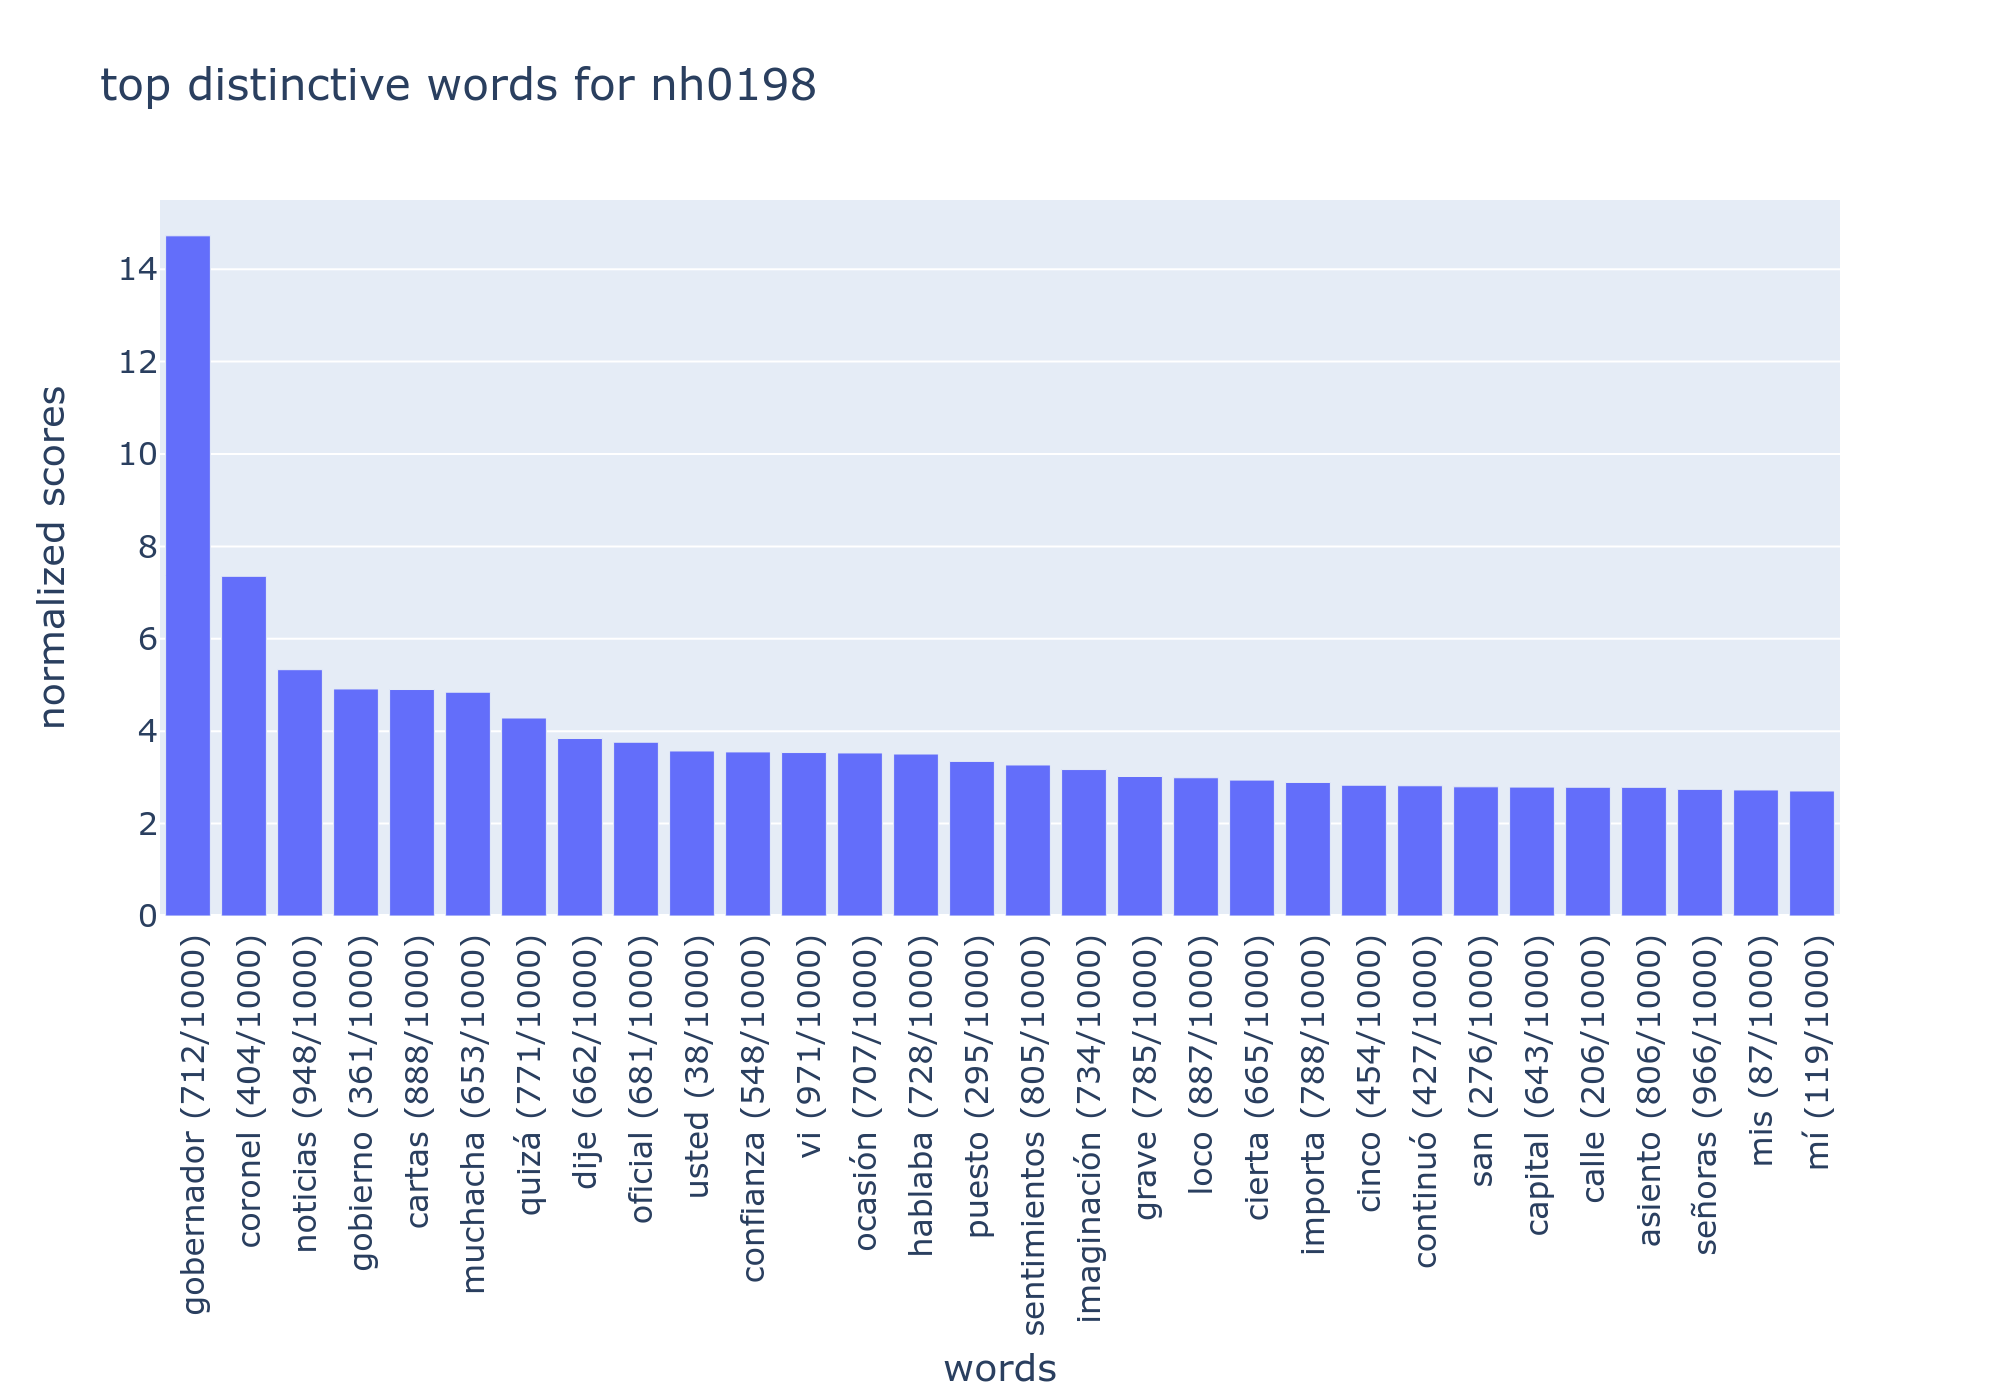 top distinctive words for nh0198
normalized scores
14
12
10
8
6
4
2
0
gobernador (712/1000)
coronel (404/1000)
noticias (948/1000)
gobierno (361/1000)
cartas (888/1000)
muchacha (653/1000)
quizá (771/1000)
dije (662/1000)
oficial (681/1000)
usted (38/1000)
confianza (548/1000)
vi (971/1000)
ocasión (707/1000)
hablaba (728/1000)
puesto (295/1000)
sentimientos (805/1000)
imaginación (734/1000)
grave (785/1000)
loco (887/1000)
cierta (665/1000)
importa (788/1000)
cinco (454/1000)
continuó (427/1000)
san (276/1000)
capital (643/1000)
calle (206/1000)
asiento (806/1000)
señoras (966/1000)
mis (87/1000)
mí (119/1000)
words